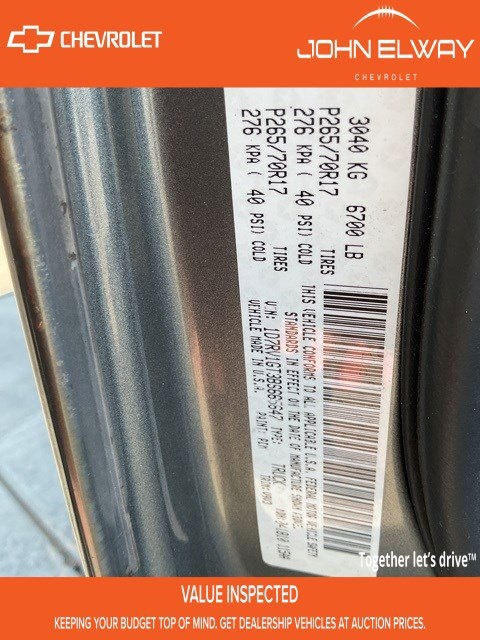 CHEVROLET
JOHN ELWAY
CHEVROLET
3040 KG 6700 LB
P265/70R17 TIRES
276 KPA ( 40 PSI) COLD
P265/70R17 TIRES
276 KPA ( 40 PSI) COLD
THIS VEHICLE CONFORMS TO ALL APPLICABLE U.S.A. FEDERAL MOTOR VEHICLE SAFETY
STANDARDS IN EFFECT ON THE DATE OF MANUFACTURE SHOWN
TYPE: TRUCK
VEHICLE MADE IN U.S.A.
PAINT
Together let's drive™
VALUE INSPECTED
KEEPING YOUR BUDGET TOP OF MIND. GET DEALERSHIP VEHICLES AT AUCTION PRICES.